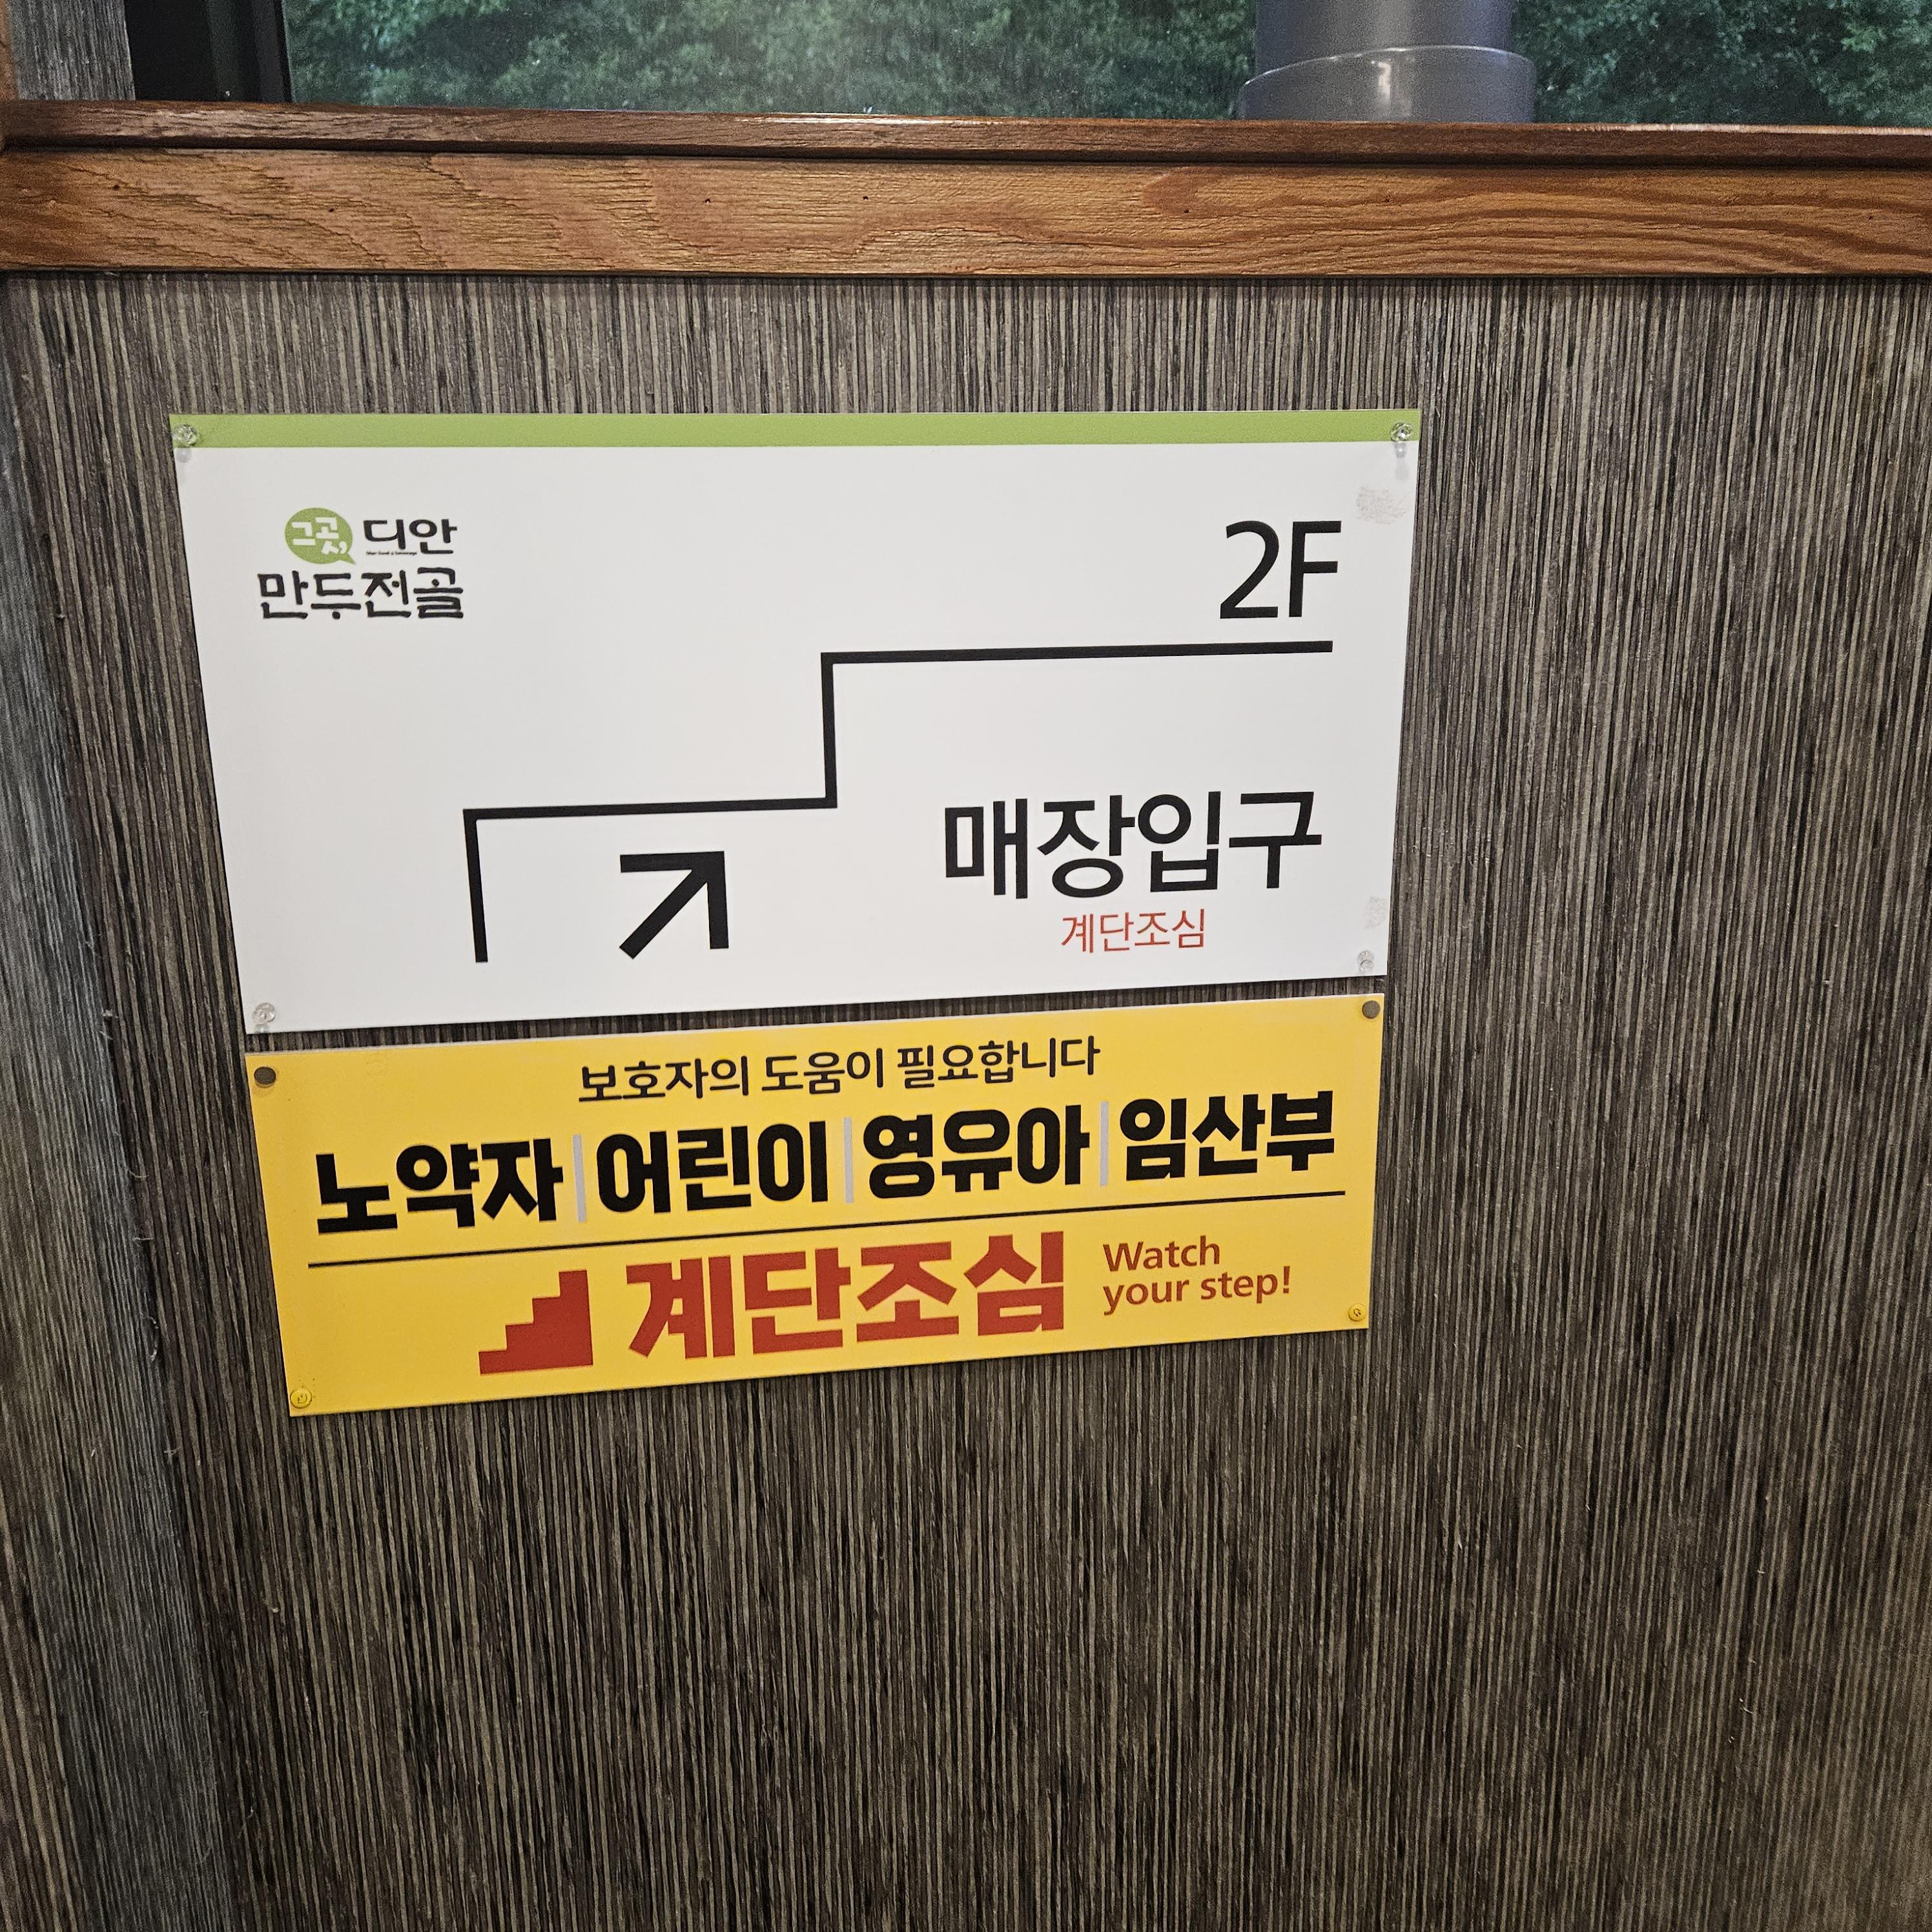 그곳, 디안
만두전골
2F
매장입구
계단조심
보호자의 도움이 필요합니다
노약자 | 어린이 | 영유아 | 임산부
계단조심 Watch
your step!